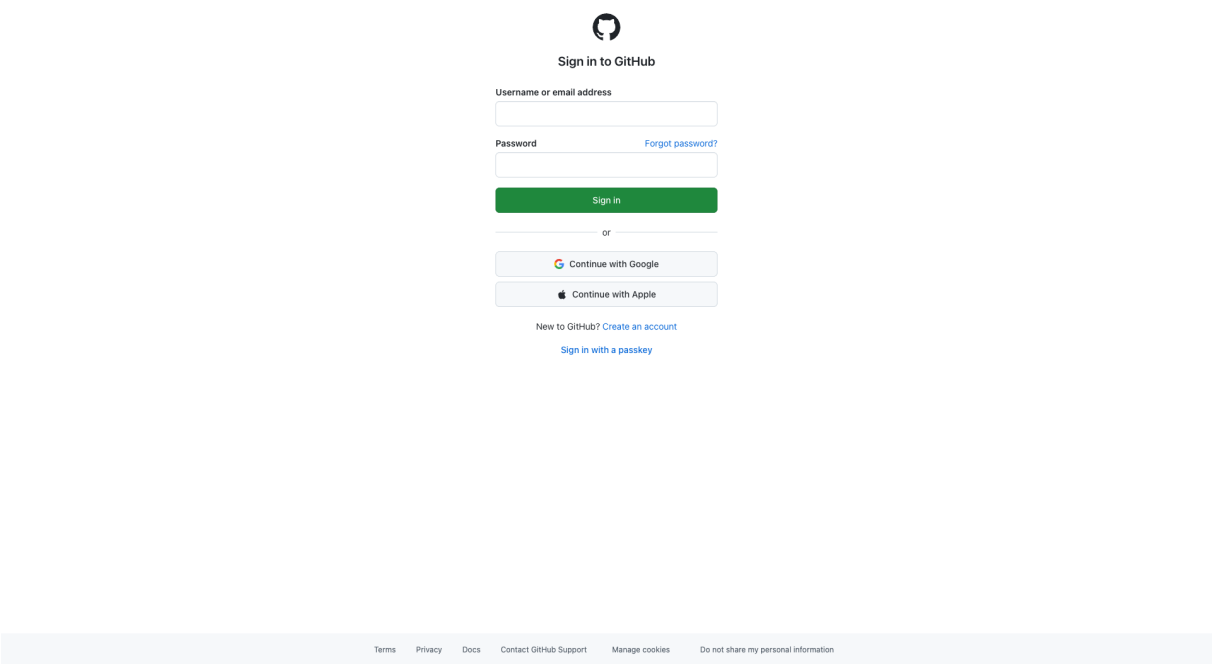 Sign in to GitHub
Username or email address
Password Forgot password?
Sign in
or
Continue with Google
Continue with Apple
New to GitHub? Create an account
Sign in with a passkey
Terms Privacy Docs Contact GitHub Support Manage cookies Do not share my personal information